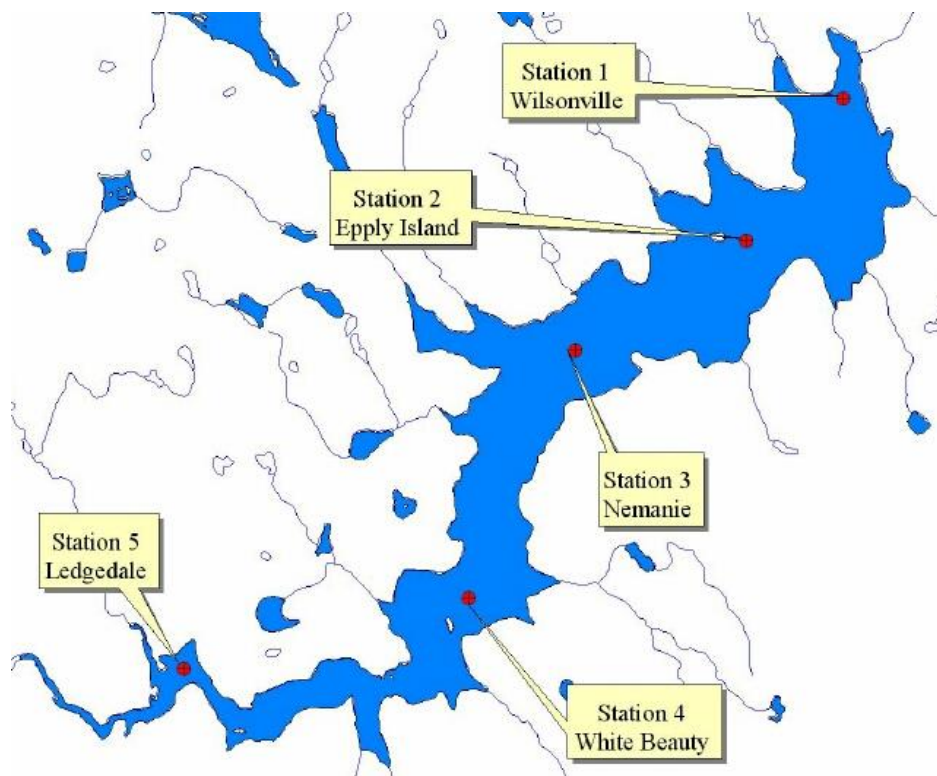 Station 1
Wilsonville
Station 2
Epply Island
Station 3
Nemanie
Station 5
Ledgedale
Station 4
White Beauty